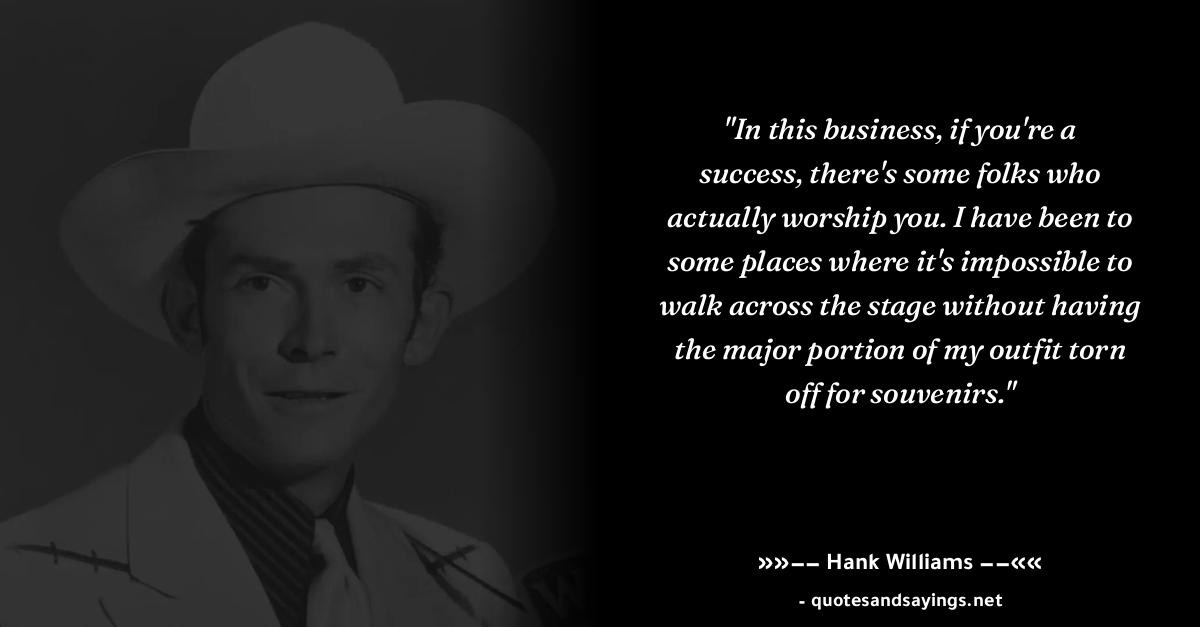 "In this business, if you're a
success, there's some folks who
actually worship you. I have been to
some places where it's impossible to
walk across the stage without having
the major portion of my outfit torn
off for souvenirs."
»»−− Hank Williams −−««
- quotesandsayings.net